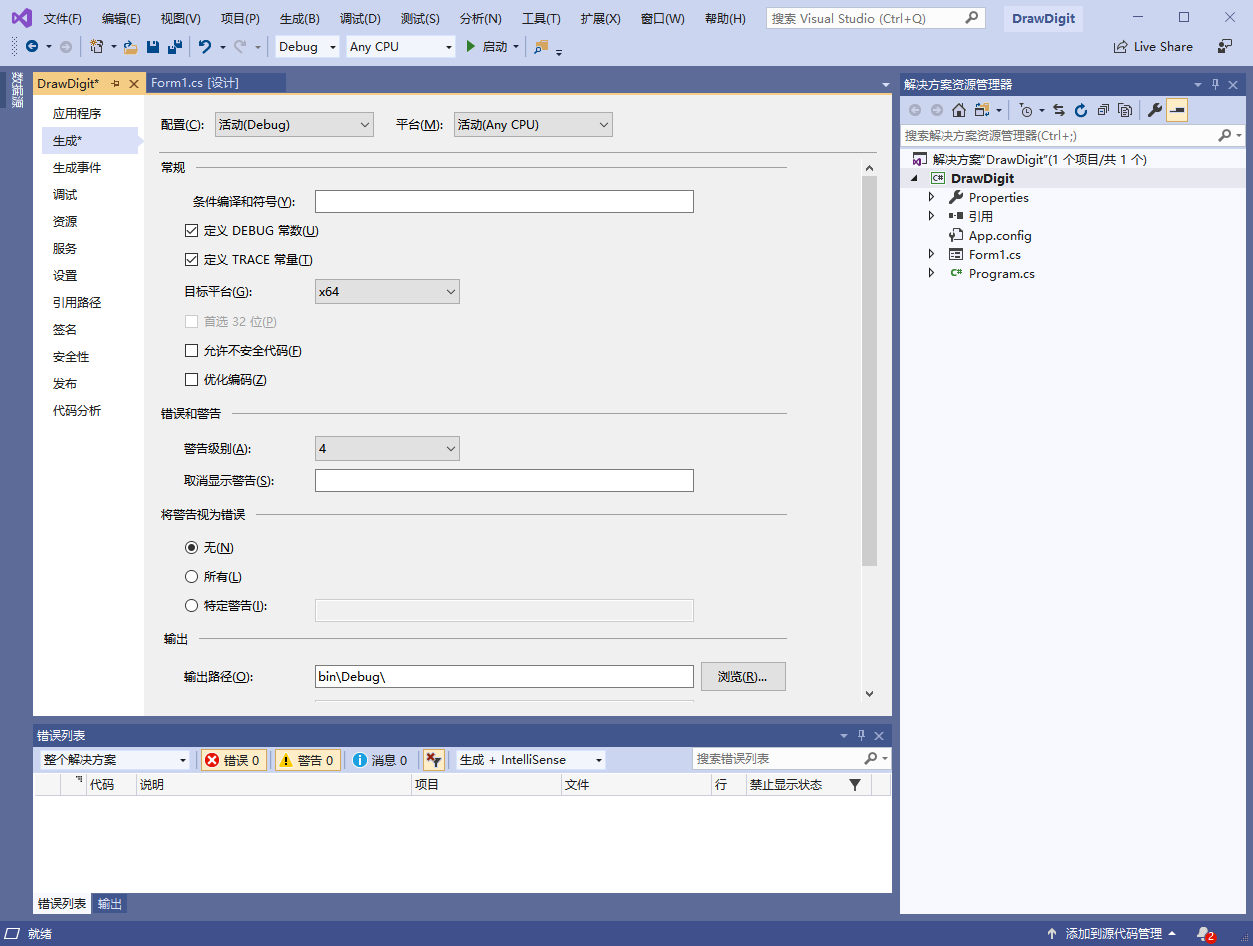 文件(F) 编辑(E) 视图(V) 项目(P) 生成(B) 调试(D) 测试(S) 分析(N) 工具(T) 扩展(X) 窗口(W) 帮助(H) 搜索 Visual Studio (Ctrl+Q) DrawDigit
Debug Any CPU 启动 Live Share
数据源
DrawDigit* Form1.cs [设计]
应用程序
生成*
生成事件
调试
资源
服务
设置
引用路径
签名
安全性
发布
代码分析
配置(C): 活动(Debug) 平台(M): 活动(Any CPU)
常规
条件编译和符号(Y):
定义 DEBUG 常数(U)
定义 TRACE 常量(T)
目标平台(G): x64
首选 32 位(P)
允许不安全代码(F)
优化编码(Z)
错误和警告
警告级别(A): 4
取消显示警告(S):
将警告视为错误
无(N)
所有(L)
特定警告(I):
输出
输出路径(O): bin\Debug\ 浏览(R)...
错误列表
整个解决方案 错误 0 警告 0 消息 0 生成 + IntelliSense 搜索错误列表
代码 说明 项目 文件 行 禁止显示状态
错误列表 输出
解决方案资源管理器
搜索解决方案资源管理器(Ctrl+;)
解决方案"DrawDigit"(1 个项目/共 1 个)
C# DrawDigit
Properties
引用
App.config
Form1.cs
C# Program.cs
就绪 添加到源代码管理 2